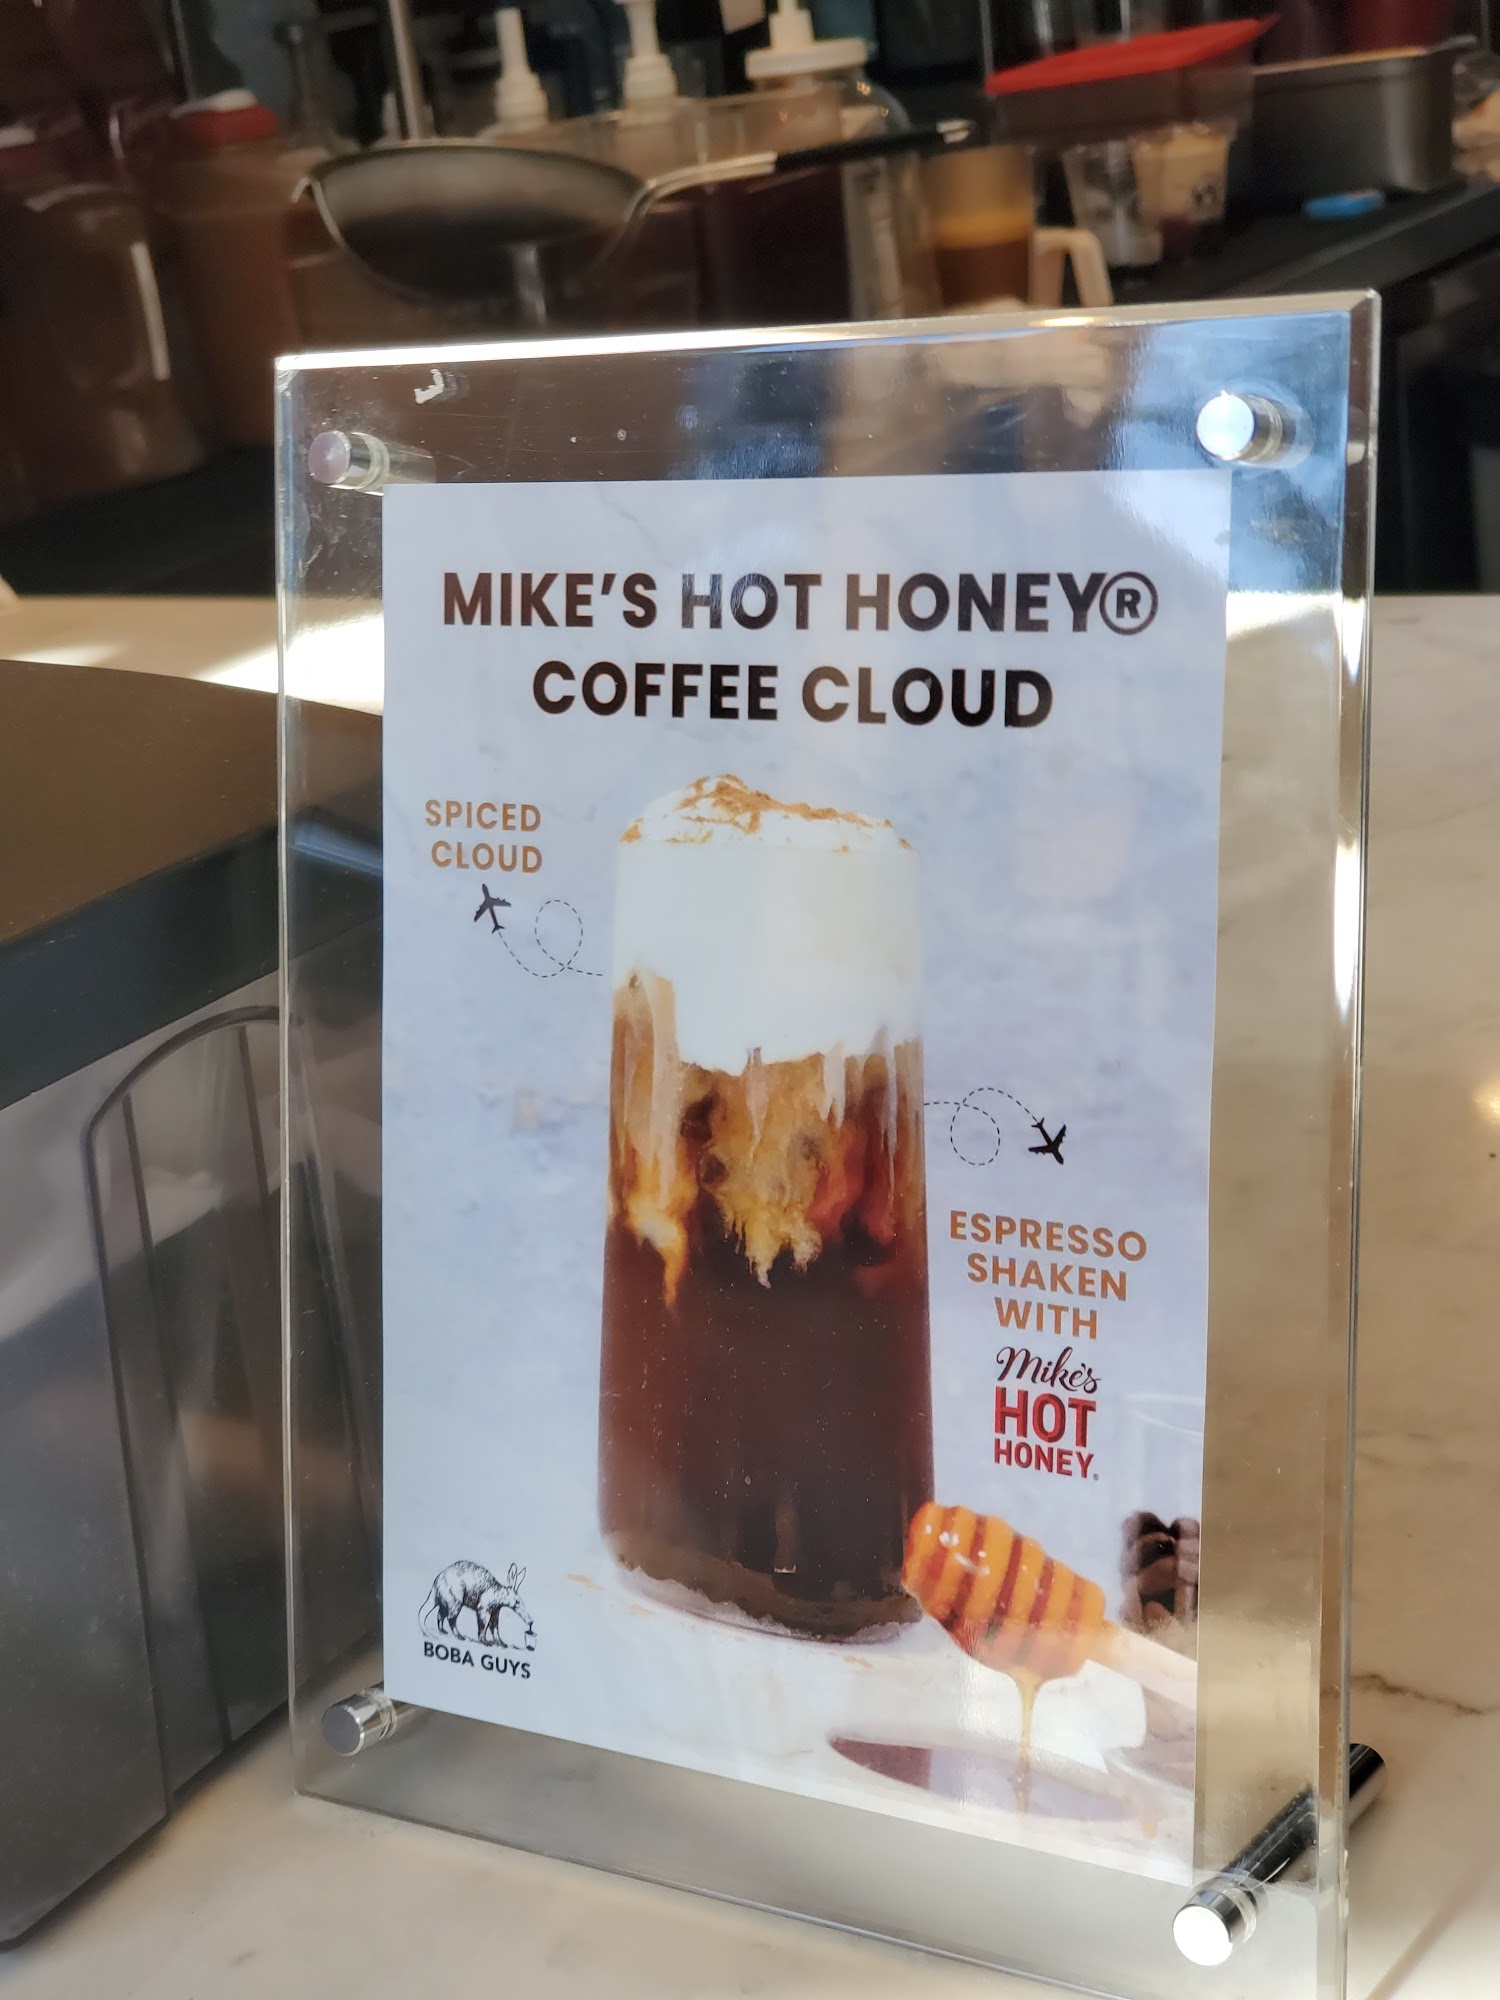 MIKE'S HOT HONEY®
COFFEE CLOUD
SPICED
CLOUD
ESPRESSO
SHAKEN
WITH
Mike's
HOT
HONEY®
BOBA GUYS